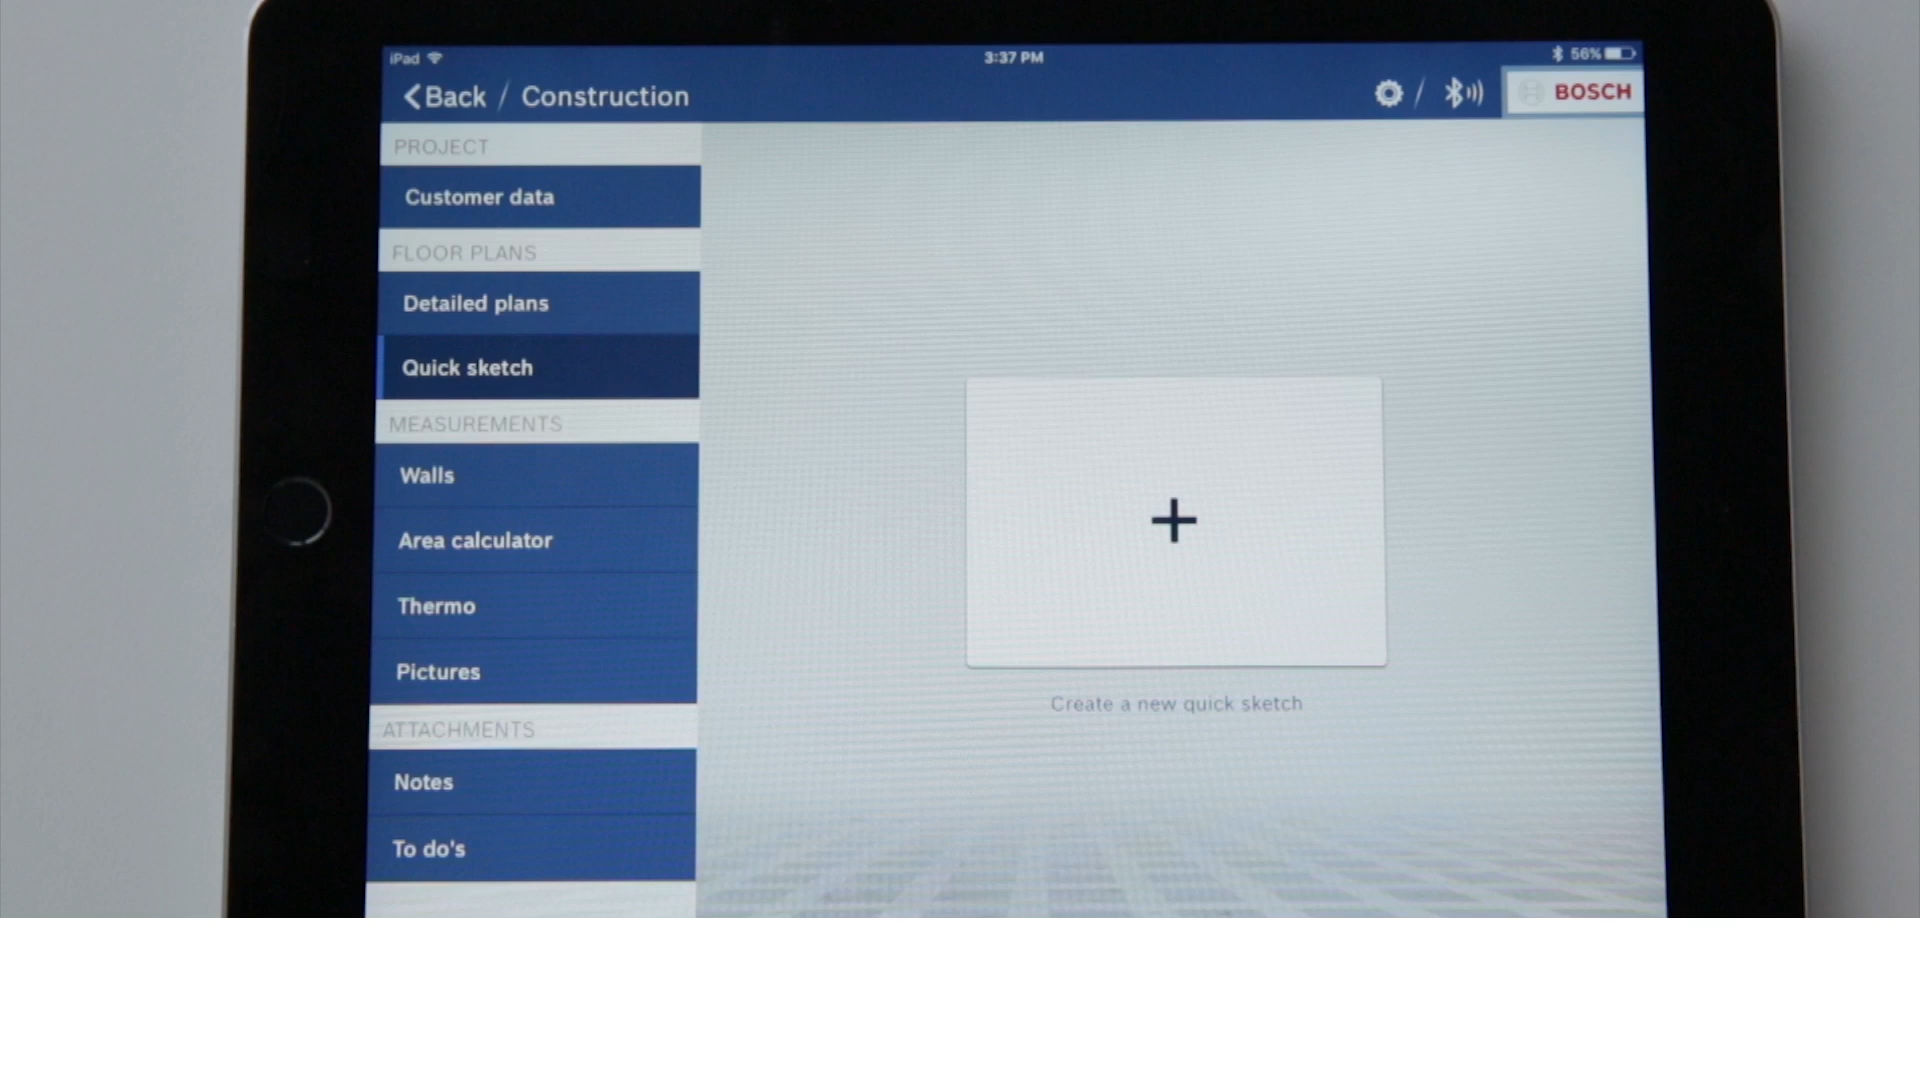 iPad
3:37 PM
56%
Back / Construction
BOSCH
PROJECT
Customer data
FLOOR PLANS
Detailed plans
Quick sketch
MEASUREMENTS
Walls
Area calculator
Thermo
Pictures
ATTACHMENTS
Notes
To do's
Create a new quick sketch